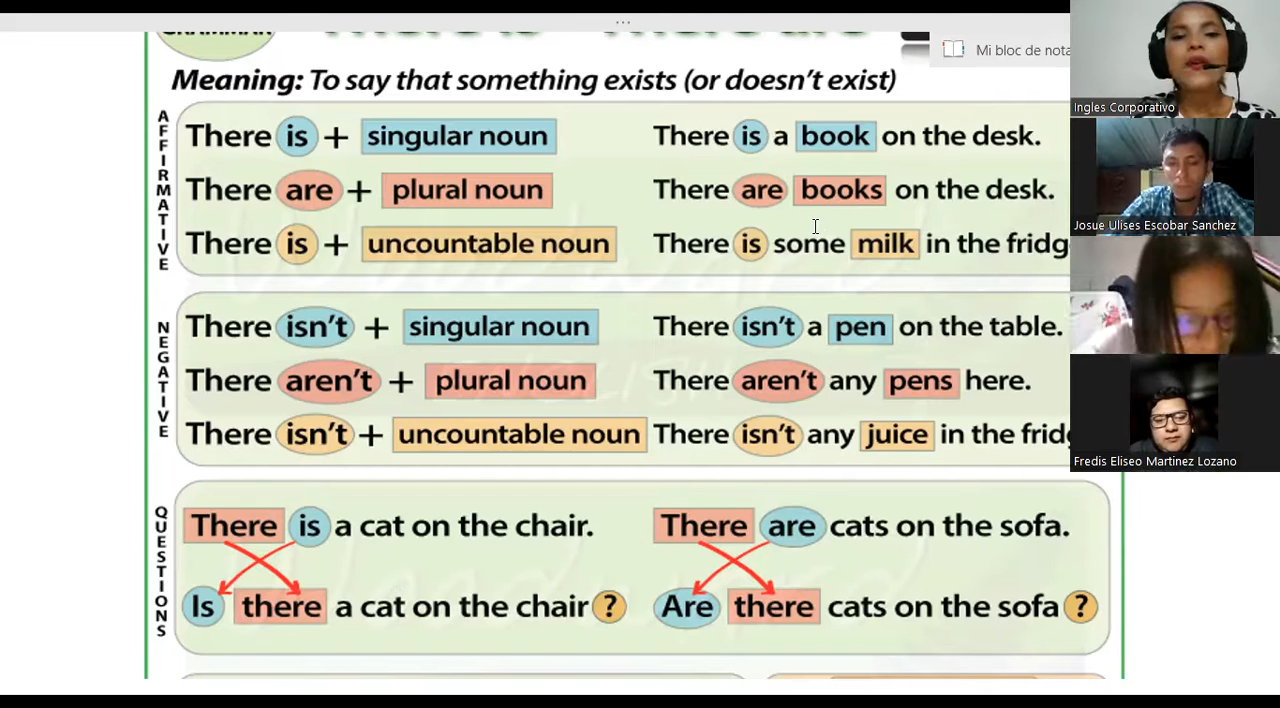 ...
Mi bloc de nota
Meaning: To say that something exists (or doesn't exist)
AFFIRMATIVE
There is + singular noun There is a book on the desk.
There are + plural noun There are books on the desk.
There is + uncountable noun There is some milk in the fridg
NEGATIVE
There isn't + singular noun There isn't a pen on the table.
There aren't + plural noun There aren't any pens here.
There isn't + uncountable noun There isn't any juice in the fridg
QUESTIONS
There is a cat on the chair. There are cats on the sofa.
Is there a cat on the chair ? Are there cats on the sofa ?
Ingles Corporativo
Josue Ulises Escobar Sanchez
Fredis Eliseo Martinez Lozano